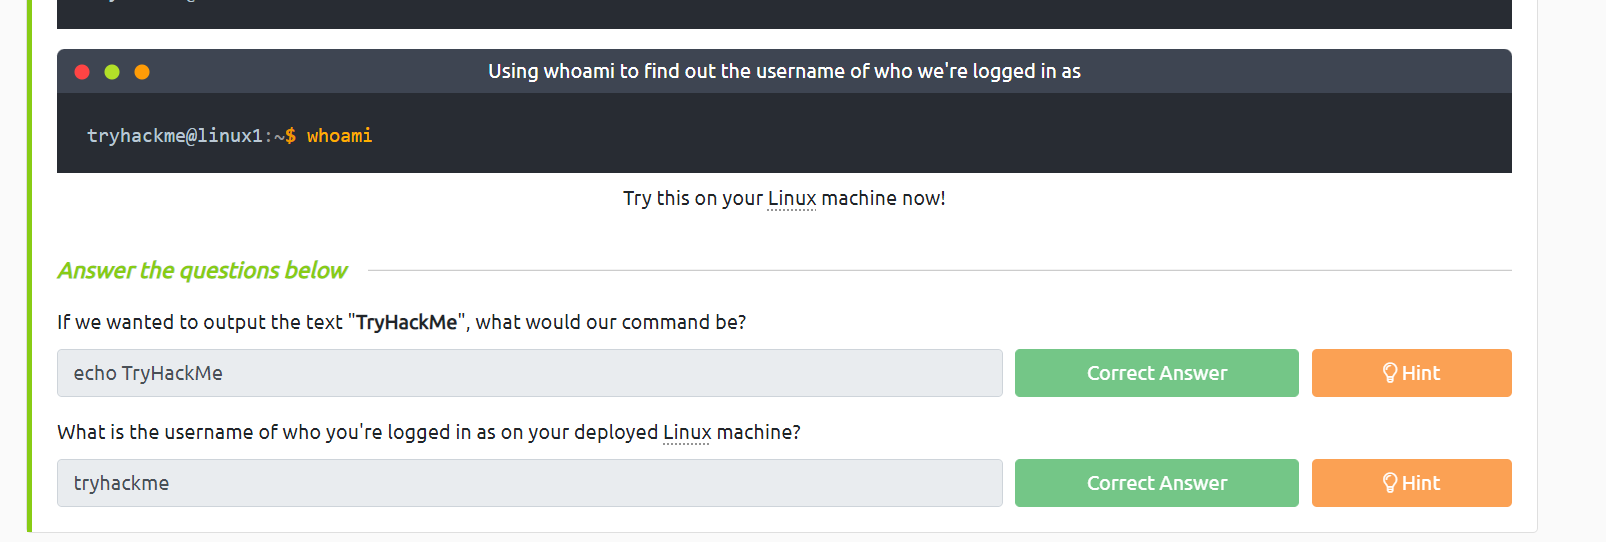 Using whoami to find out the username of who we're logged in as
tryhackme@linux1:~$ whoami
Try this on your Linux machine now!
Answer the questions below
If we wanted to output the text "TryHackMe", what would our command be?
echo TryHackMe
Correct Answer
Hint
What is the username of who you're logged in as on your deployed Linux machine?
tryhackme
Correct Answer
Hint